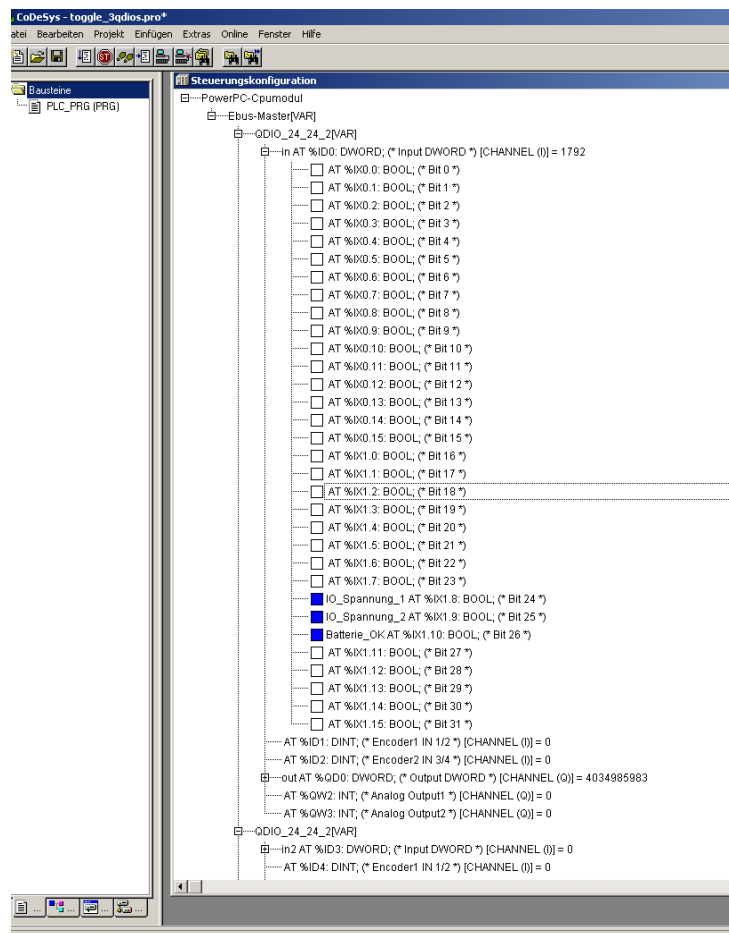 CoDeSys - toggle_3qdios.pro*
atei Bearbeiten Projekt Einfügen Extras Online Fenster Hilfe
Bausteine
PLC_PRG (PRG)
Steuerungskonfiguration
PowerPC-Cpumodul
Ebus-Master[VAR]
QDIO_24_24_2[VAR]
in AT %ID0: DWORD; (* Input DWORD *) [CHANNEL (I)] = 1792
AT %IX0.0: BOOL; (* Bit 0 *)
AT %IX0.1: BOOL; (* Bit 1 *)
AT %IX0.2: BOOL; (* Bit 2 *)
AT %IX0.3: BOOL; (* Bit 3 *)
AT %IX0.4: BOOL; (* Bit 4 *)
AT %IX0.5: BOOL; (* Bit 5 *)
AT %IX0.6: BOOL; (* Bit 6 *)
AT %IX0.7: BOOL; (* Bit 7 *)
AT %IX0.8: BOOL; (* Bit 8 *)
AT %IX0.9: BOOL; (* Bit 9 *)
AT %IX0.10: BOOL; (* Bit 10 *)
AT %IX0.11: BOOL; (* Bit 11 *)
AT %IX0.12: BOOL; (* Bit 12 *)
AT %IX0.13: BOOL; (* Bit 13 *)
AT %IX0.14: BOOL; (* Bit 14 *)
AT %IX0.15: BOOL; (* Bit 15 *)
AT %IX1.0: BOOL; (* Bit 16 *)
AT %IX1.1: BOOL; (* Bit 17 *)
AT %IX1.2: BOOL; (* Bit 18 *)
AT %IX1.3: BOOL; (* Bit 19 *)
AT %IX1.4: BOOL; (* Bit 20 *)
AT %IX1.5: BOOL; (* Bit 21 *)
AT %IX1.6: BOOL; (* Bit 22 *)
AT %IX1.7: BOOL; (* Bit 23 *)
IO_Spannung_1 AT %IX1.8: BOOL; (* Bit 24 *)
IO_Spannung_2 AT %IX1.9: BOOL; (* Bit 25 *)
Batterie_OK AT %IX1.10: BOOL; (* Bit 26 *)
AT %IX1.11: BOOL; (* Bit 27 *)
AT %IX1.12: BOOL; (* Bit 28 *)
AT %IX1.13: BOOL; (* Bit 29 *)
AT %IX1.14: BOOL; (* Bit 30 *)
AT %IX1.15: BOOL; (* Bit 31 *)
AT %ID1: DINT; (* Encoder1 IN 1/2 *) [CHANNEL (I)] = 0
AT %ID2: DINT; (* Encoder2 IN 3/4 *) [CHANNEL (I)] = 0
out AT %QD0: DWORD; (* Output DWORD *) [CHANNEL (Q)] = 4034985983
AT %QW2: INT; (* Analog Output1 *) [CHANNEL (Q)] = 0
AT %QW3: INT; (* Analog Output2 *) [CHANNEL (Q)] = 0
QDIO_24_24_2[VAR]
in2 AT %ID3: DWORD; (* Input DWORD *) [CHANNEL (I)] = 0
AT %ID4: DINT; (* Encoder1 IN 1/2 *) [CHANNEL (I)] = 0
... ... ... ...